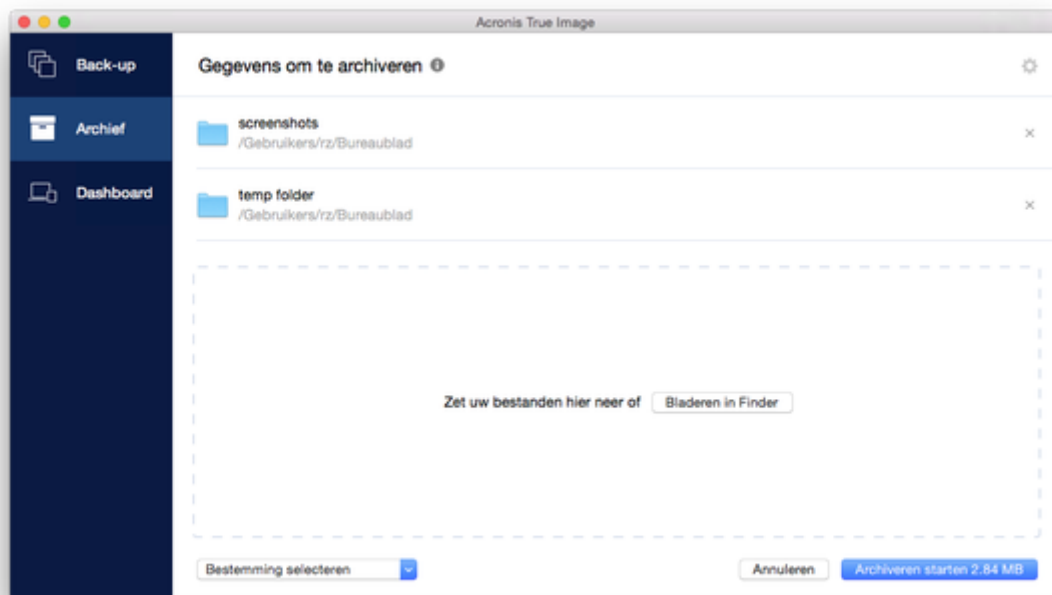 Acronis True Image
Back-up
Archief
Dashboard
Gegevens om te archiveren
screenshots
/Gebruikers/rz/Bureaublad
temp folder
/Gebruikers/rz/Bureaublad
Zet uw bestanden hier neer of Bladeren in Finder
Bestemming selecteren Annuleren Archiveren starten 2.84 MB